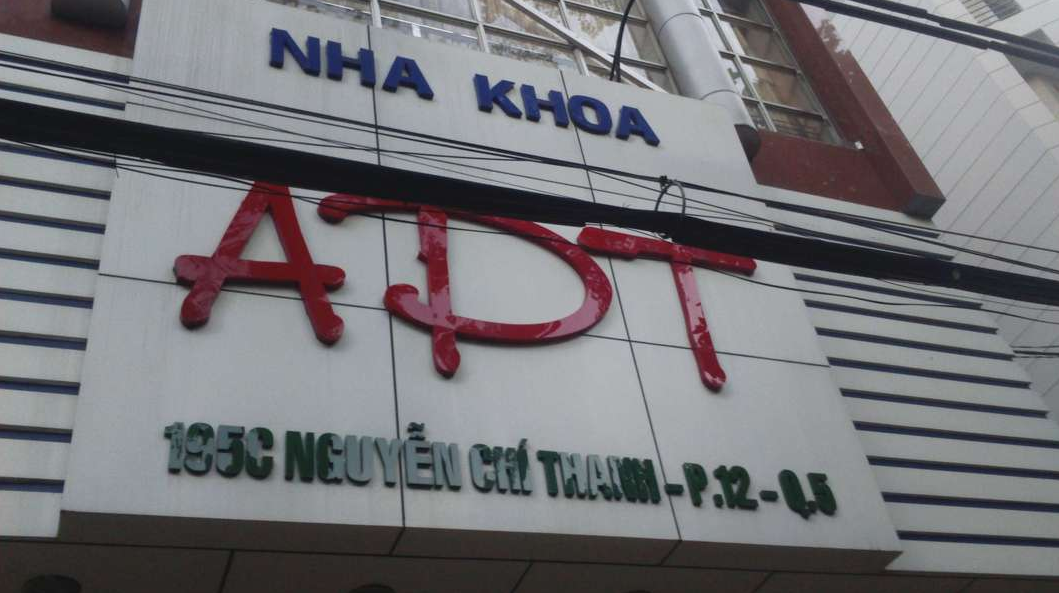 NHA KHOA
ADT
195C NGUYỄN CHÍ THANH - P.12 - Q.5